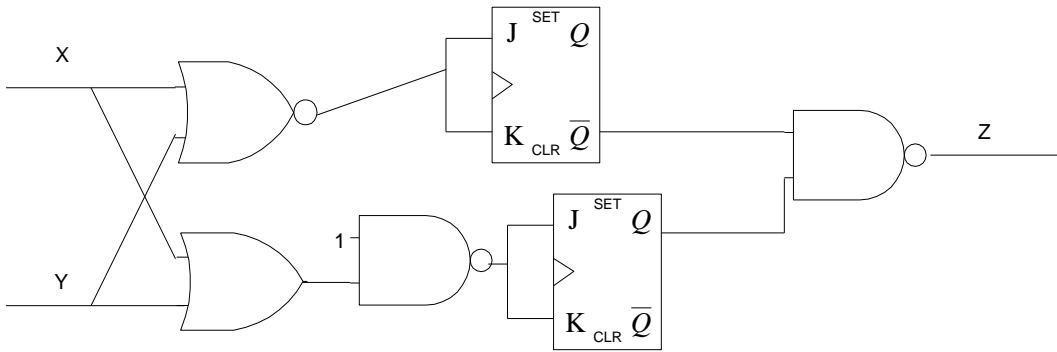 X
J SET Q
K CLR Q̅
Z
1
J SET Q
K CLR Q̅
Y